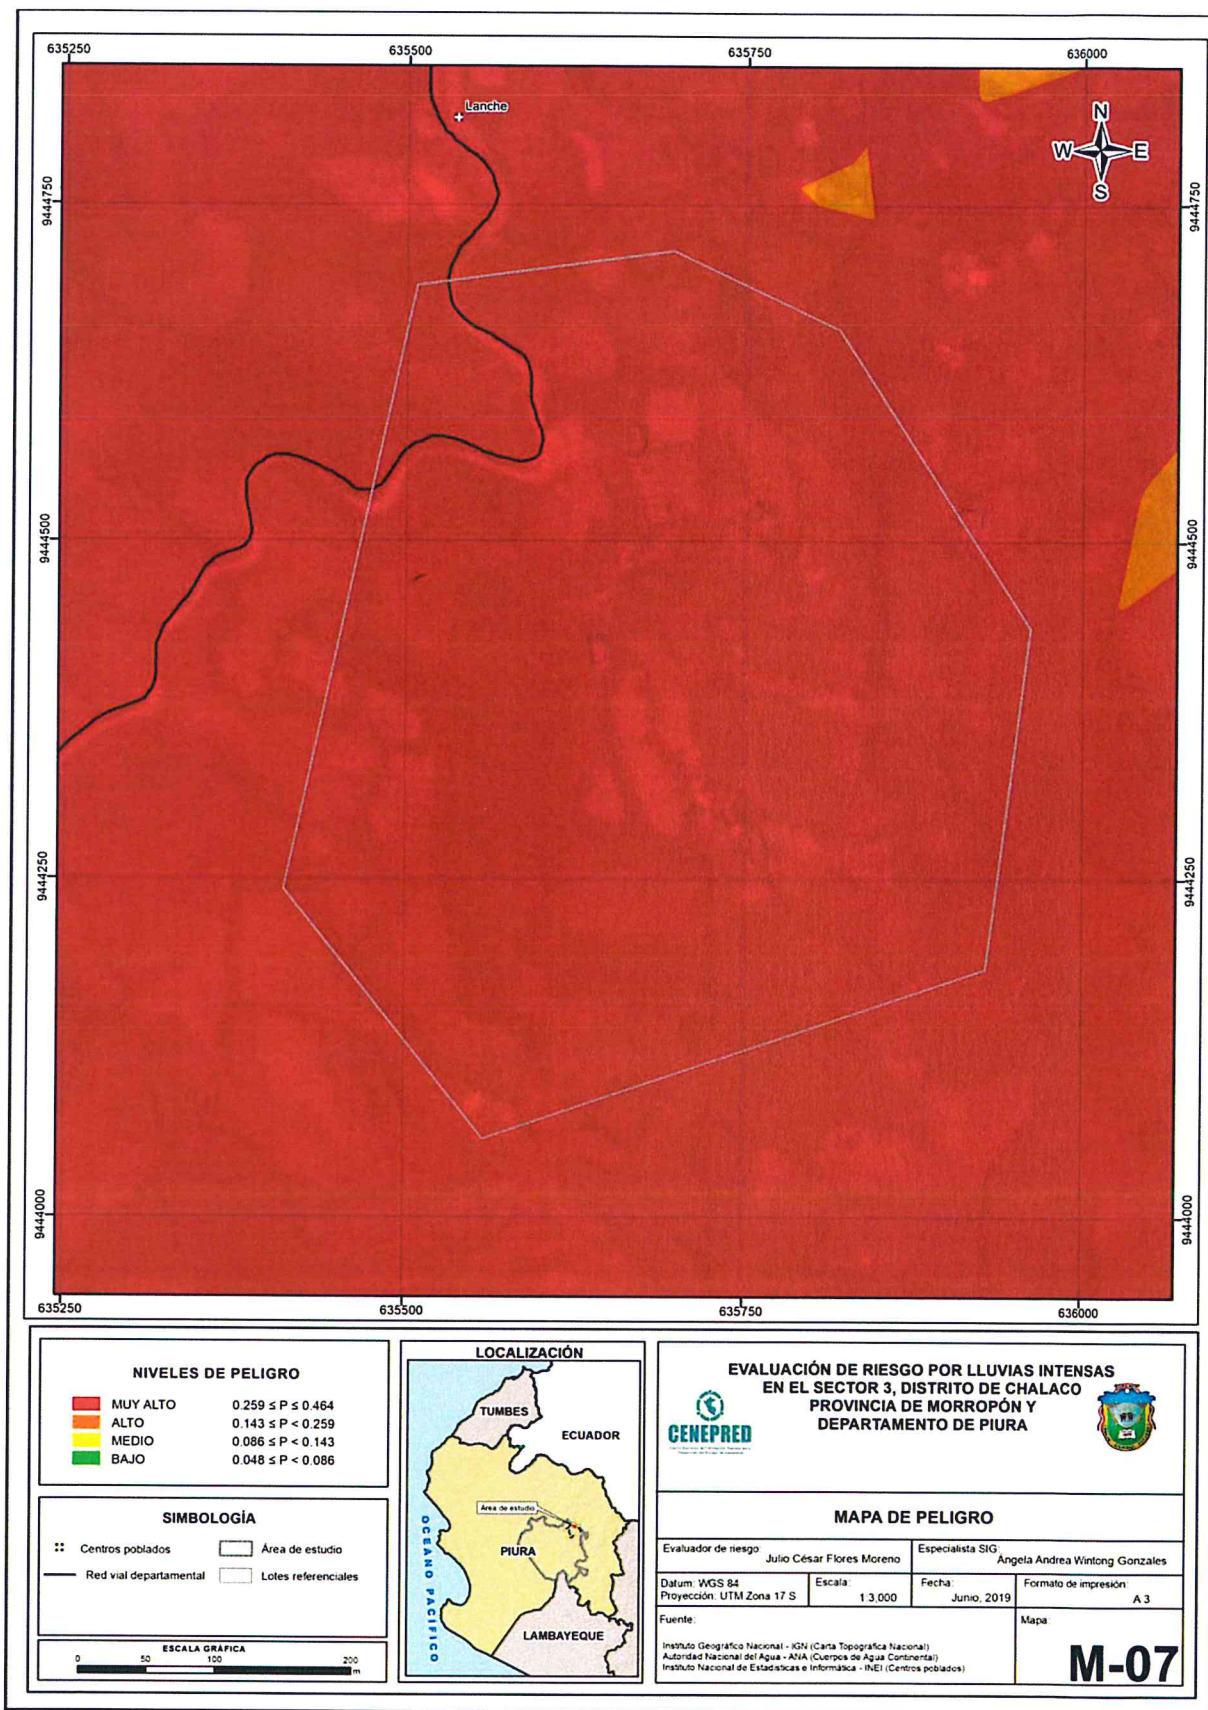 635250
635500
635750
636000
Lanche
N
W E
S
9444750
9444750
9444500
9444500
9444250
9444250
9444000
9444000
635250
635500
635750
636000
NIVELES DE PELIGRO
MUY ALTO 0.259 ≤ P ≤ 0.464
ALTO 0.143 ≤ P < 0.259
MEDIO 0.086 ≤ P < 0.143
BAJO 0.048 ≤ P < 0.086
SIMBOLOGÍA
Centros poblados
Área de estudio
Red vial departamental
Lotes referenciales
ESCALA GRÁFICA
0 50 100 200
m
LOCALIZACIÓN
TUMBES
ECUADOR
Área de estudio
PIURA
OCEANO PACIFICO
LAMBAYEQUE
EVALUACIÓN DE RIESGO POR LLUVIAS INTENSAS
EN EL SECTOR 3, DISTRITO DE CHALACO
PROVINCIA DE MORROPÓN Y
DEPARTAMENTO DE PIURA
CENEPRED
MAPA DE PELIGRO
Evaluador de riesgo:
Julio César Flores Moreno
Especialista SIG:
Ángela Andrea Wintong Gonzales
Datum: WGS 84
Proyección: UTM Zona 17 S
Escala:
1:3,000
Fecha:
Junio, 2019
Formato de impresión:
A 3
Fuente:
Instituto Geográfico Nacional - IGN (Carta Topográfica Nacional)
Autoridad Nacional del Agua - ANA (Cuerpos de Agua Continental)
Instituto Nacional de Estadísticas e Informática - INEI (Centros poblados)
Mapa:
M-07